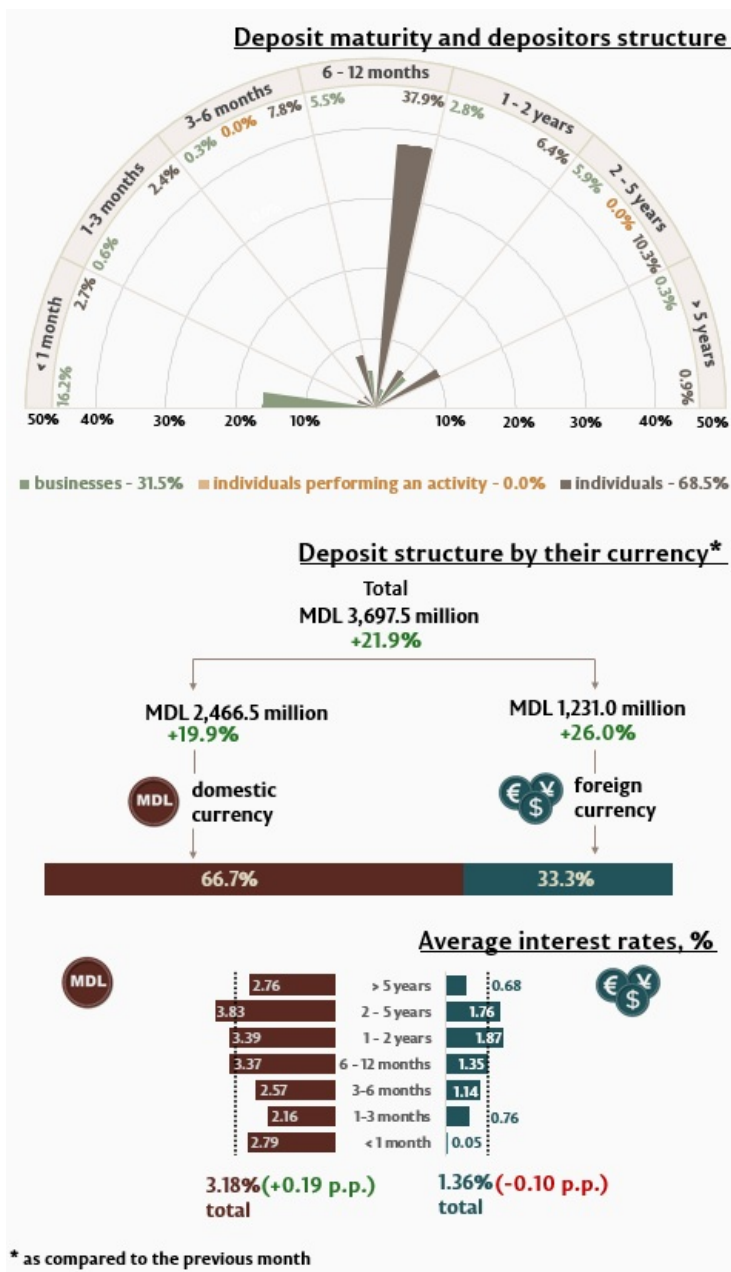 Deposit maturity and depositors structure
6 - 12 months
3-6 months
1 - 2 years
1-3 months
2 - 5 years
< 1 month
> 5 years
16.2%
2.7%
0.6%
2.4%
0.3%
0.0%
7.8%
5.5%
37.9%
2.8%
6.4%
5.9%
0.0%
10.3%
0.3%
0.9%
50% 40% 30% 20% 10% 10% 20% 30% 40% 50%
businesses - 31.5% individuals performing an activity - 0.0% individuals - 68.5%
Deposit structure by their currency*
Total
MDL 3,697.5 million
+21.9%
MDL 2,466.5 million
+19.9%
MDL 1,231.0 million
+26.0%
MDL
domestic
currency
€ ¥
$
foreign
currency
66.7% 33.3%
Average interest rates, %
MDL
€ ¥
$
2.76 > 5 years 0.68
3.83 2 - 5 years 1.76
3.39 1 - 2 years 1.87
3.37 6 - 12 months 1.35
2.57 3-6 months 1.14
2.16 1-3 months 0.76
2.79 < 1 month 0.05
3.18%(+0.19 p.p.)
total
1.36%(-0.10 p.p.)
total
* as compared to the previous month